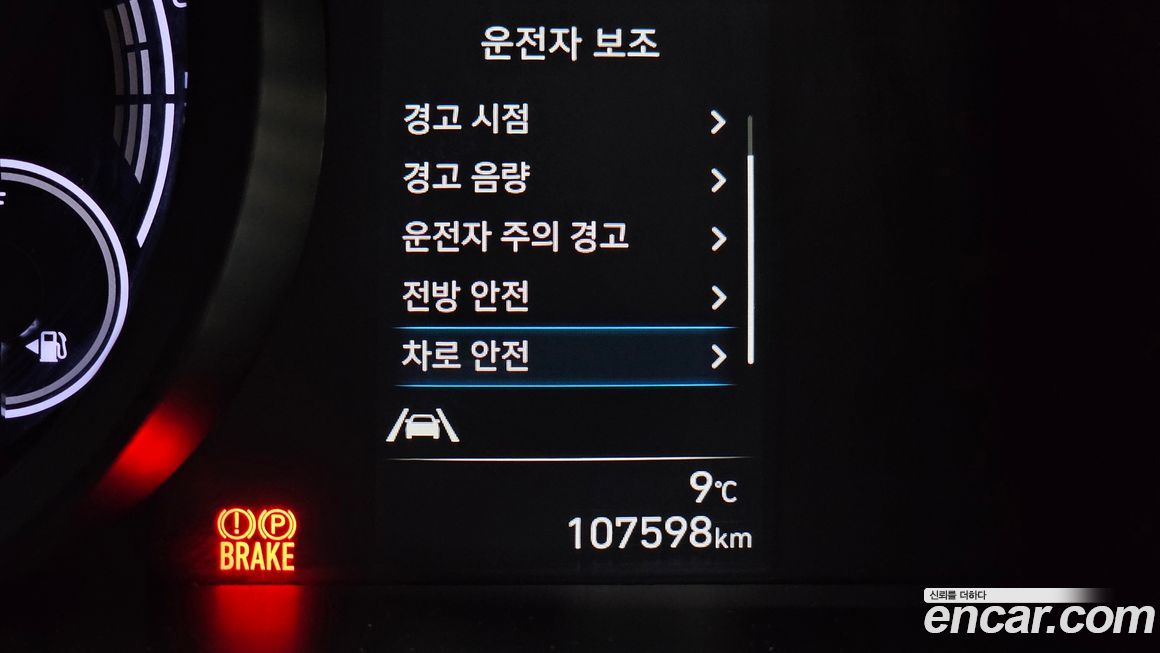 운전자 보조
경고 시점
경고 음량
운전자 주의 경고
전방 안전
차로 안전
9℃
107598km
P
BRAKE
신뢰를 더하다
encar.com